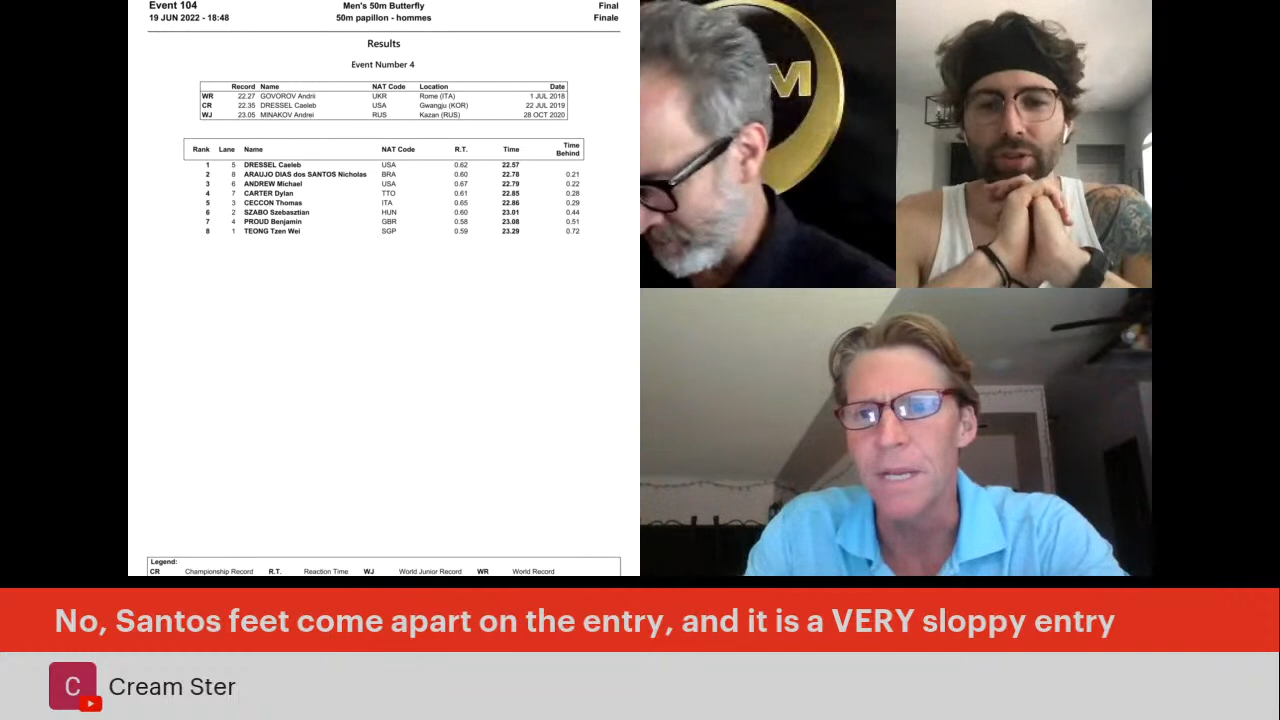 Event 104 Men's 50m Butterfly Final
19 JUN 2022 - 18:48 50m papillon - hommes Finale
Results
Event Number 4
Record Name NAT Code Location Date
WR 22.27 GOVOROV Andrii UKR Rome (ITA) 1 JUL 2018
CR 22.35 DRESSEL Caeleb USA Gwangju (KOR) 22 JUL 2019
WJ 23.05 MINAKOV Andrei RUS Kazan (RUS) 28 OCT 2020
Rank Lane Name NAT Code R.T. Time Time Behind
1 5 DRESSEL Caeleb USA 0.62 22.57
2 8 ARAUJO DIAS dos SANTOS Nicholas BRA 0.60 22.78 0.21
3 6 ANDREW Michael USA 0.67 22.79 0.22
4 7 CARTER Dylan TTO 0.61 22.85 0.28
5 3 CECCON Thomas ITA 0.65 22.86 0.29
6 2 SZABO Szebasztian HUN 0.60 23.01 0.44
7 4 PROUD Benjamin GBR 0.58 23.08 0.51
8 1 TEONG Tzen Wei SGP 0.59 23.29 0.72
Legend:
CR Championship Record R.T. Reaction Time WJ World Junior Record WR World Record
M
No, Santos feet come apart on the entry, and it is a VERY sloppy entry
C Cream Ster